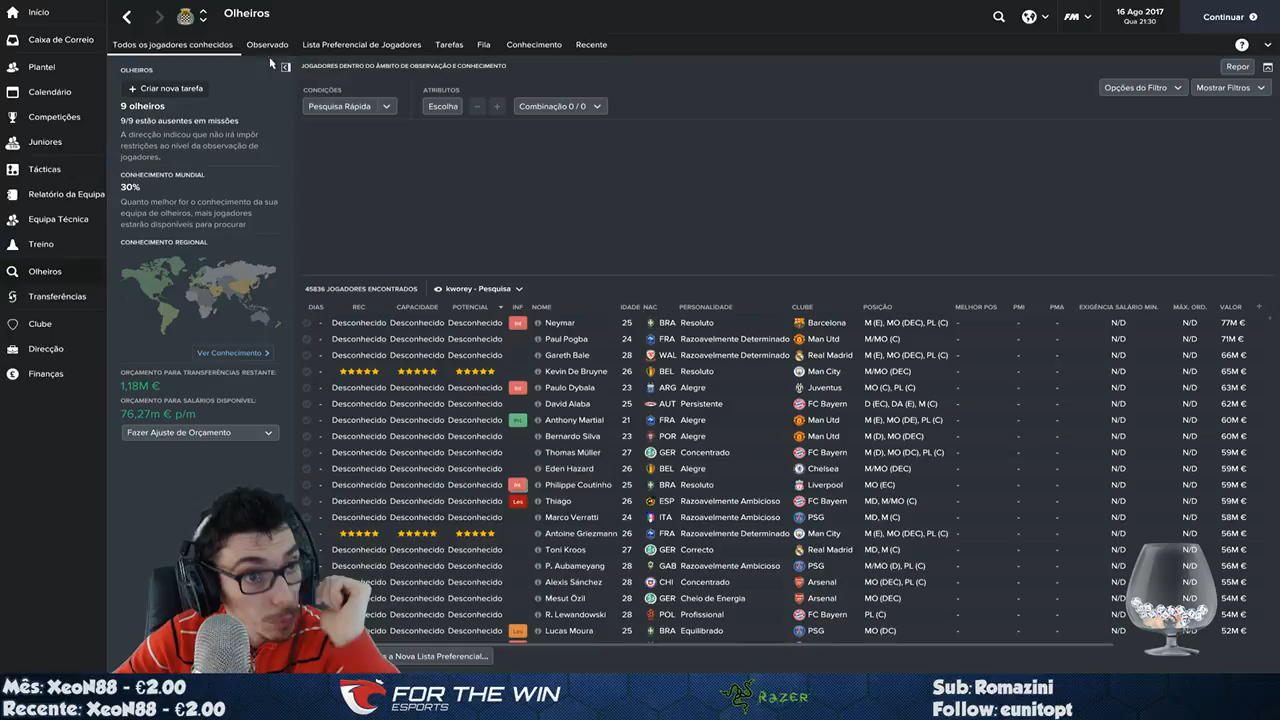 Início
Caixa de Correio
Plantel
Calendário
Competições
Juniores
Tácticas
Relatório da Equipa
Equipa Técnica
Treino
Olheiros
Transferências
Clube
Direcção
Finanças
Olheiros
FM
16 Ago 2017
Qua 21:30
Continuar
Todos os jogadores conhecidos Observado Lista Preferencial de Jogadores Tarefas Fila Conhecimento Recente
OLHEIROS
+ Criar nova tarefa
9 olheiros
9/9 estão ausentes em missões
A direcção indicou que não irá impôr
restrições ao nível da observação de
jogadores.
CONHECIMENTO MUNDIAL
30%
Quanto melhor for o conhecimento da sua
equipa de olheiros, mais jogadores
estarão disponíveis para procurar
CONHECIMENTO REGIONAL
Ver Conhecimento >
ORÇAMENTO PARA TRANSFERÊNCIAS RESTANTE:
1,18M €
ORÇAMENTO PARA SALÁRIOS DISPONÍVEL:
76,27m € p/m
Fazer Ajuste de Orçamento
JOGADORES DENTRO DO ÂMBITO DE OBSERVAÇÃO E CONHECIMENTO
Repor
CONDIÇÕES ATRIBUTOS
Pesquisa Rápida Escolha - + Combinação 0 / 0
Opções do Filtro Mostrar Filtros
45836 JOGADORES ENCONTRADOS kworey - Pesquisa
DIAS REC CAPACIDADE POTENCIAL INF NOME IDADE NAC PERSONALIDADE CLUBE POSIÇÃO MELHOR POS PMI PMA EXIGÊNCIA SALÁRIO MIN. MÁX. ORD. VALOR +
- Desconhecido Desconhecido Desconhecido Int Neymar 25 BRA Resoluto Barcelona M (E), MO (DEC), PL (C) - - - N/D N/D 77M €
- Desconhecido Desconhecido Desconhecido Paul Pogba 24 FRA Razoavelmente Determinado Man Utd M/MO (C) - - - N/D N/D 71M €
- Desconhecido Desconhecido Desconhecido Gareth Bale 28 WAL Razoavelmente Determinado Real Madrid M (E), MO (DEC), PL (C) - - - N/D N/D 66M €
- Kevin De Bruyne 26 BEL Resoluto Man City M/MO (DEC) - - - N/D N/D 65M €
- Desconhecido Desconhecido Desconhecido Int Paulo Dybala 23 ARG Alegre Juventus MO (C), PL (C) - - - N/D N/D 63M €
- Desconhecido Desconhecido Desconhecido David Alaba 25 AUT Persistente FC Bayern D (EC), DA (E), M (C) - - - N/D N/D 62M €
- Desconhecido Desconhecido Desconhecido Anthony Martial 21 FRA Alegre Man Utd M (E), MO (DE), PL (C) - - - N/D N/D 60M €
- Desconhecido Desconhecido Desconhecido Bernardo Silva 23 POR Alegre Man Utd M (D), MO (DEC) - - - N/D N/D 60M €
- Desconhecido Desconhecido Desconhecido Thomas Müller 27 GER Concentrado FC Bayern M (D), MO (DC), PL (C) - - - N/D N/D 59M €
- Desconhecido Desconhecido Desconhecido Eden Hazard 26 BEL Alegre Chelsea M/MO (DEC) - - - N/D N/D 59M €
- Desconhecido Desconhecido Desconhecido Int Philippe Coutinho 25 BRA Resoluto Liverpool MO (EC) - - - N/D N/D 59M €
- Desconhecido Desconhecido Desconhecido Les Thiago 26 ESP Razoavelmente Ambicioso FC Bayern MD, M/MO (C) - - - N/D N/D 59M €
- Desconhecido Desconhecido Desconhecido Marco Verratti 24 ITA Razoavelmente Ambicioso PSG MD, M (C) - - - N/D N/D 58M €
- Antoine Griezmann 26 FRA Razoavelmente Determinado Man City M (E), MO (DEC), PL (C) - - - N/D N/D 56M €
- Desconhecido Desconhecido Desconhecido Toni Kroos 27 GER Correcto Real Madrid MD, M (C) - - - N/D N/D 56M €
- Desconhecido Desconhecido Desconhecido P. Aubameyang 28 GAB Razoavelmente Ambicioso PSG M/MO (D), PL (C) - - - N/D N/D 56M €
- Desconhecido Desconhecido Desconhecido Alexis Sánchez 28 CHI Concentrado Arsenal MO (DEC), PL (C) - - - N/D N/D 55M €
- Desconhecido Desconhecido Desconhecido Mesut Özil 28 GER Cheio de Energia Arsenal MO (DEC) - - - N/D N/D 54M €
Desconhecido Desconhecido Desconhecido R. Lewandowski 28 POL Profissional FC Bayern PL (C) - - - N/D N/D 54M €
Desconhecido Desconhecido Desconhecido Les Lucas Moura 25 BRA Equilibrado PSG MO (DC) - - - N/D N/D 52M €
a Nova Lista Preferencial...
Mês: XeoN88 - €2.00
Recente: XeoN88 - €2.00
FOR THE WIN
ESPORTS
RAZER
Sub: Romazini
Follow: eunitopt